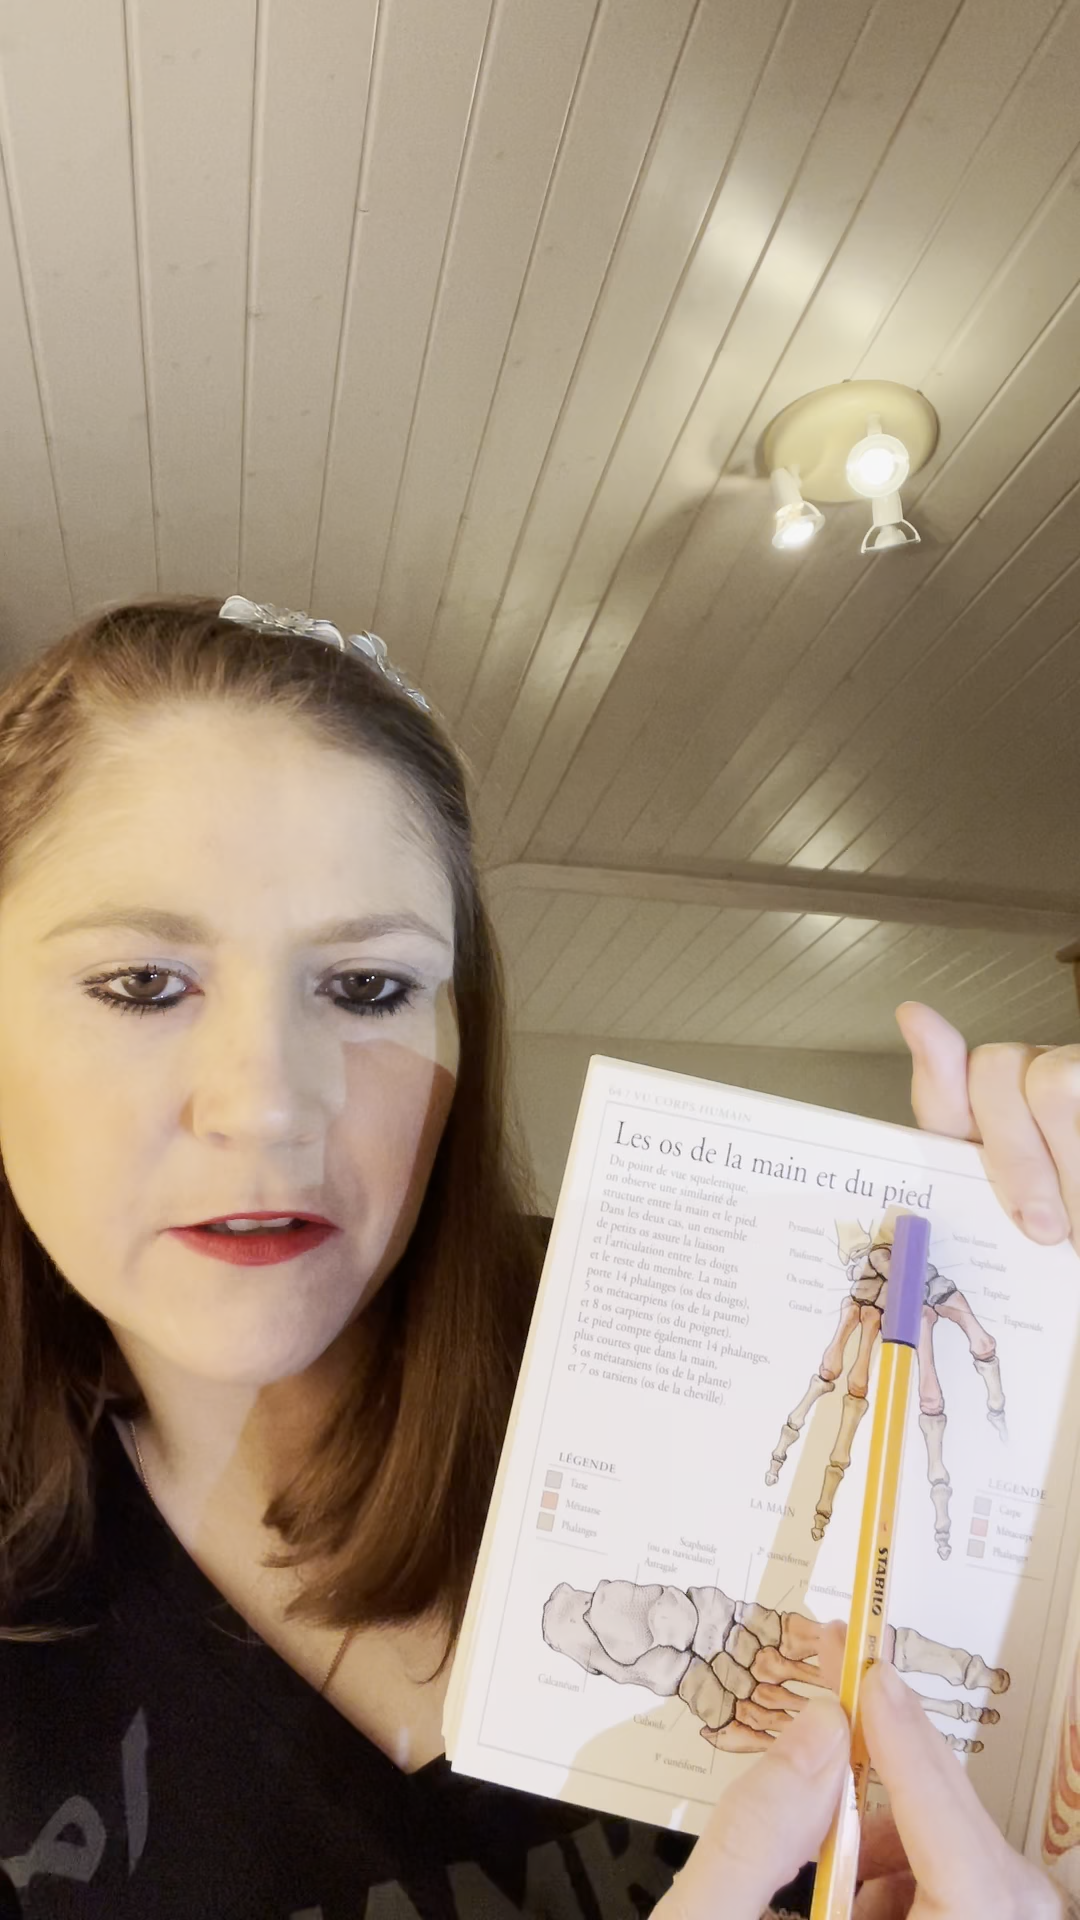 64 / VU CORPS HUMAIN
Les os de la main et du pied
Du point de vue squelettique,
on observe une similarité de
structure entre la main et le pied.
Dans les deux cas, un ensemble
de petits os assure la liaison
et l'articulation entre les doigts
et le reste du membre. La main
porte 14 phalanges (os des doigts),
5 os métacarpiens (os de la paume)
et 8 os carpiens (os du poignet).
Le pied compte également 14 phalanges,
plus courtes que dans la main,
5 os métatarsiens (os de la plante)
et 7 os tarsiens (os de la cheville).
Pyramidal
Pisiforme
Os crochu
Grand os
Semi-lunaire
Scaphoïde
Trapèze
Trapézoïde
LA MAIN
LÉGENDE
Carpe
Métacarpe
Phalanges
LÉGENDE
Tarse
Métatarse
Phalanges
Scaphoïde
(ou os naviculaire)
Astragale
2e cunéiforme
1er cunéiforme
Calcanéum
Cuboïde
3e cunéiforme
STABILO